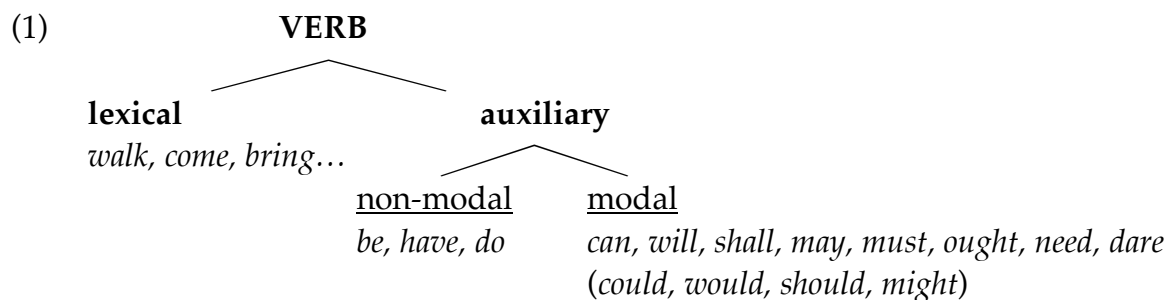 (1) VERB
lexical auxiliary
walk, come, bring…
non-modal modal
be, have, do can, will, shall, may, must, ought, need, dare
(could, would, should, might)